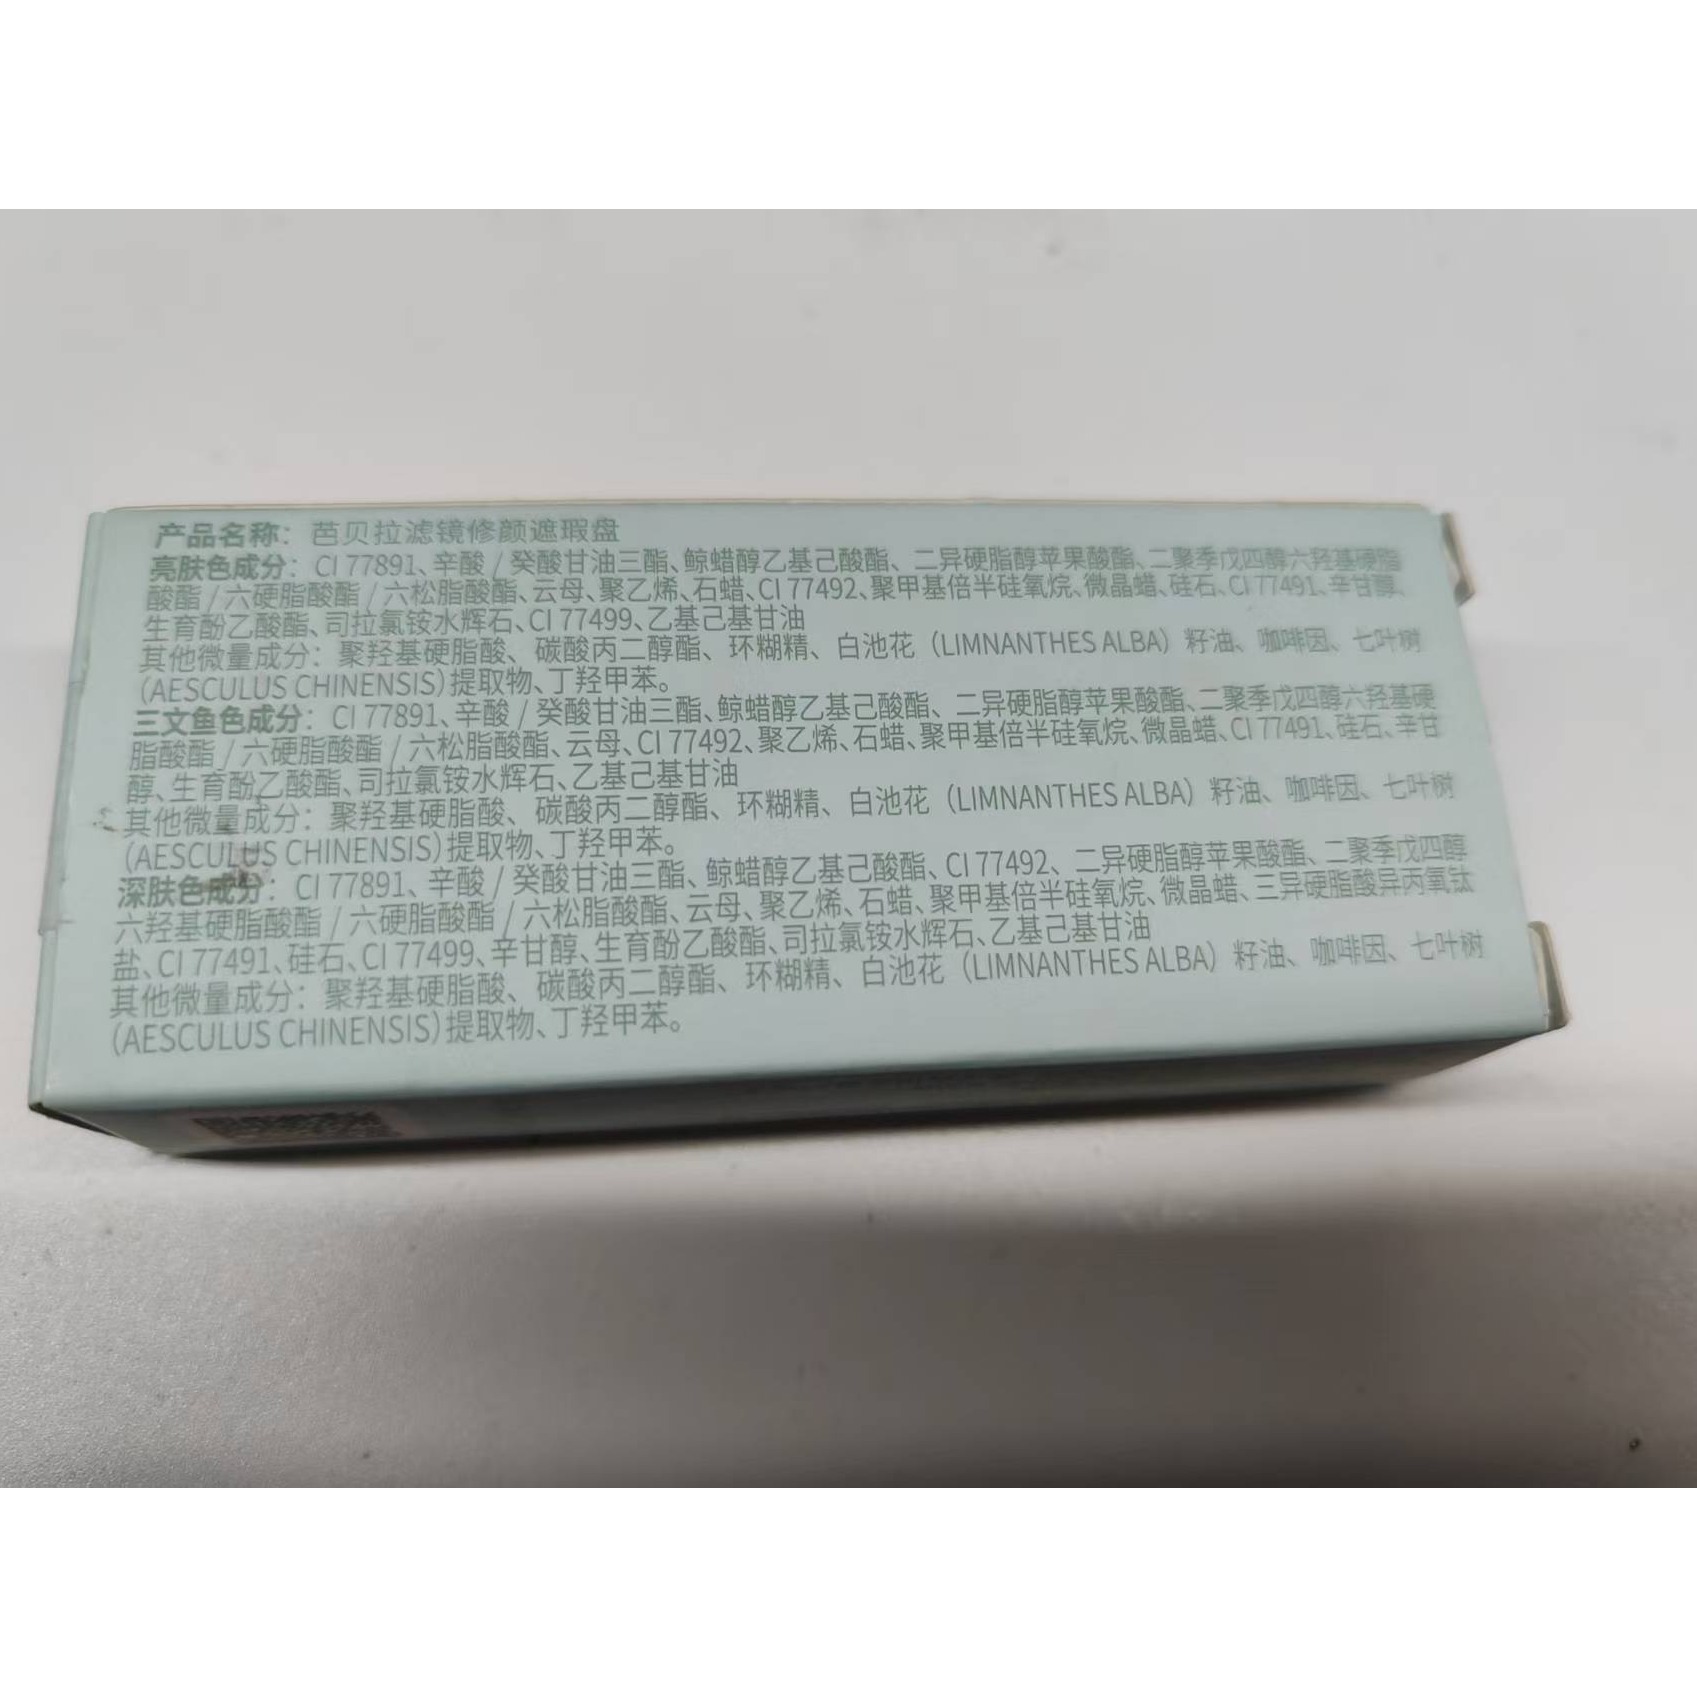 产品名称：芭贝拉滤镜修颜遮瑕盘
亮肤色成分：CI 77891、辛酸 / 癸酸甘油三酯、鲸蜡醇乙基己酸酯、二异硬脂醇苹果酸酯、二聚季戊四醇六羟基硬脂
酸酯 / 六硬脂酸酯 / 六松脂酸酯、云母、聚乙烯、石蜡、CI 77492、聚甲基倍半硅氧烷、微晶蜡、硅石、CI 77491、辛甘醇、
生育酚乙酸酯、司拉氯铵水辉石、CI 77499、乙基己基甘油
其他微量成分：聚羟基硬脂酸、碳酸丙二醇酯、环糊精、白池花（LIMNANTHES ALBA）籽油、咖啡因、七叶树
（AESCULUS CHINENSIS）提取物、丁羟甲苯。
三文鱼色成分：CI 77891、辛酸 / 癸酸甘油三酯、鲸蜡醇乙基己酸酯、二异硬脂醇苹果酸酯、二聚季戊四醇六羟基硬
脂酸酯 / 六硬脂酸酯 / 六松脂酸酯、云母、CI 77492、聚乙烯、石蜡、聚甲基倍半硅氧烷、微晶蜡、CI 77491、硅石、辛甘
醇、生育酚乙酸酯、司拉氯铵水辉石、乙基己基甘油
其他微量成分：聚羟基硬脂酸、碳酸丙二醇酯、环糊精、白池花（LIMNANTHES ALBA）籽油、咖啡因、七叶树
（AESCULUS CHINENSIS）提取物、丁羟甲苯。
深肤色成分：CI 77891、辛酸 / 癸酸甘油三酯、鲸蜡醇乙基己酸酯、CI 77492、二异硬脂醇苹果酸酯、二聚季戊四醇
六羟基硬脂酸酯 / 六硬脂酸酯 / 六松脂酸酯、云母、聚乙烯、石蜡、聚甲基倍半硅氧烷、微晶蜡、三异硬脂酸异丙氧钛
盐、CI 77491、硅石、CI 77499、辛甘醇、生育酚乙酸酯、司拉氯铵水辉石、乙基己基甘油
其他微量成分：聚羟基硬脂酸、碳酸丙二醇酯、环糊精、白池花（LIMNANTHES ALBA）籽油、咖啡因、七叶树
（AESCULUS CHINENSIS）提取物、丁羟甲苯。